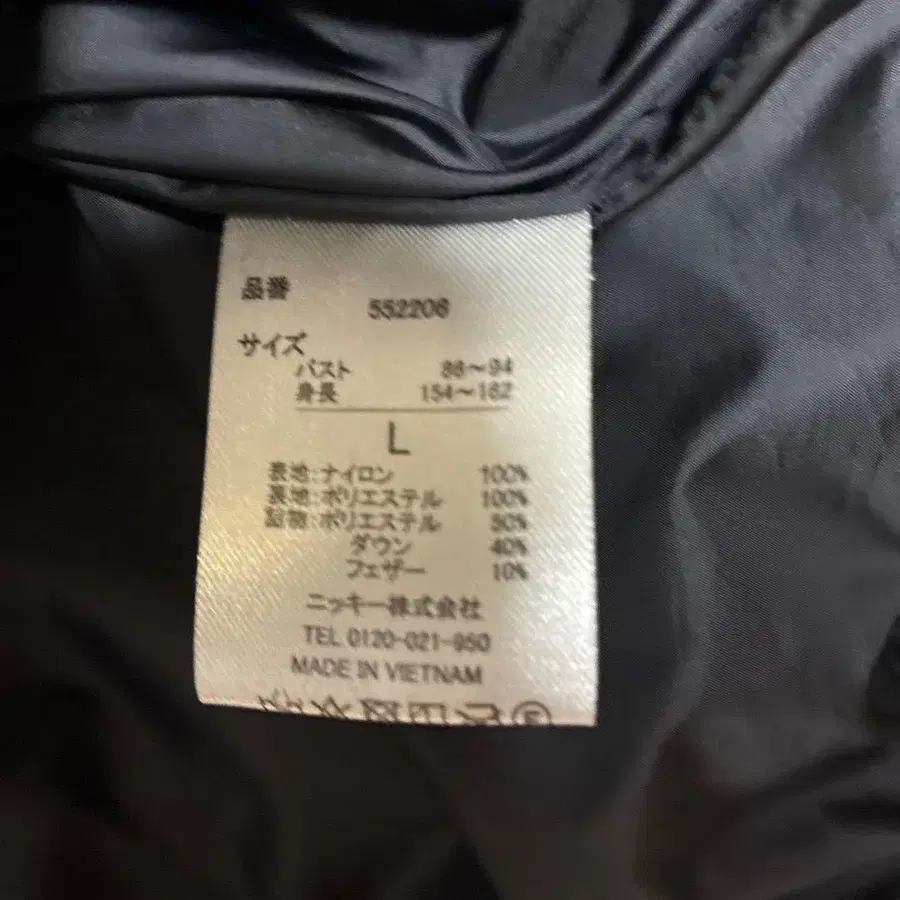 品番
552206
サイズ
バスト 86～94
身長 154～162
L
表地:ナイロン 100%
裏地:ポリエステル 100%
詰物:ポリエステル 50%
ダウン 40%
フェザー 10%
ニッキー株式会社
TEL 0120-021-950
MADE IN VIETNAM